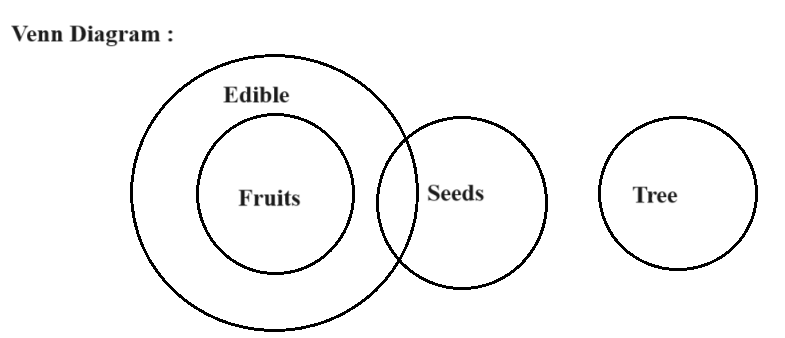 Venn Diagram :
Edible
Fruits
Seeds
Tree